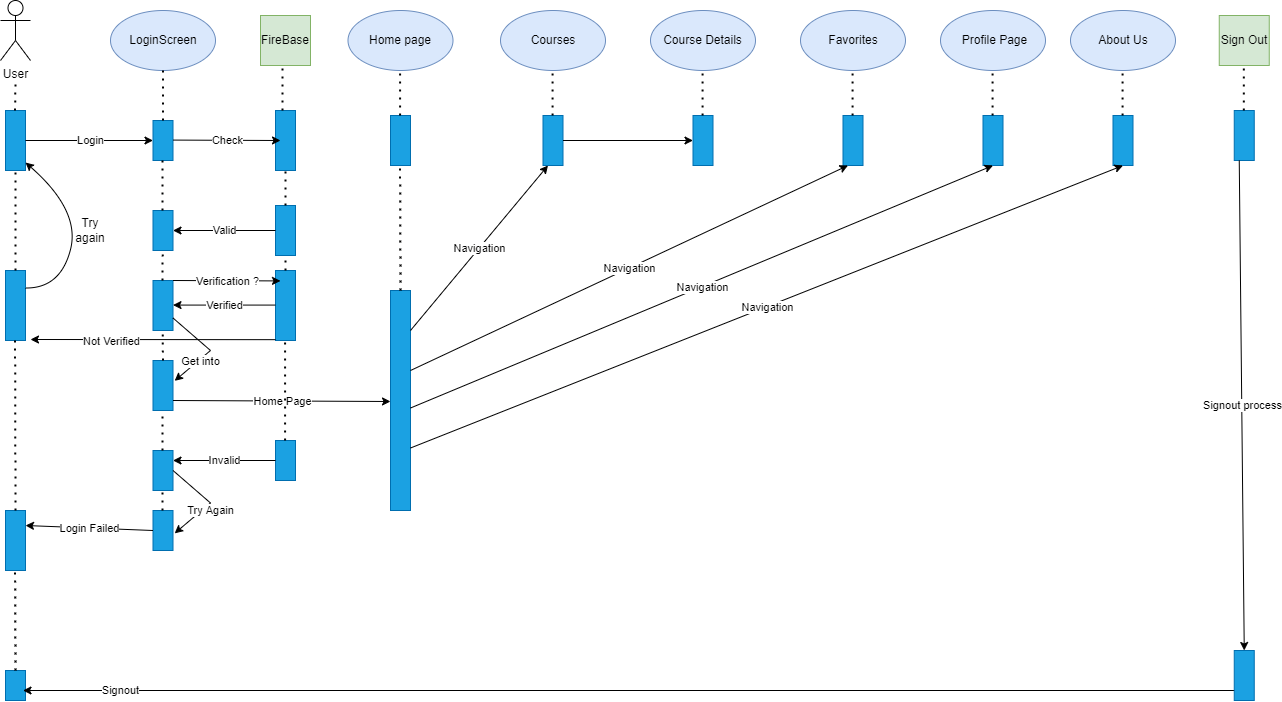 LoginScreen
FireBase
Home page
Courses
Course Details
Favorites
Profile Page
About Us
Sign Out
User
Login
Check
Try
again
Valid
Navigation
Navigation
Verification ?
Navigation
Verified
Navigation
Not Verified
Get into
Home Page
Signout process
Invalid
Try Again
Login Failed
Signout